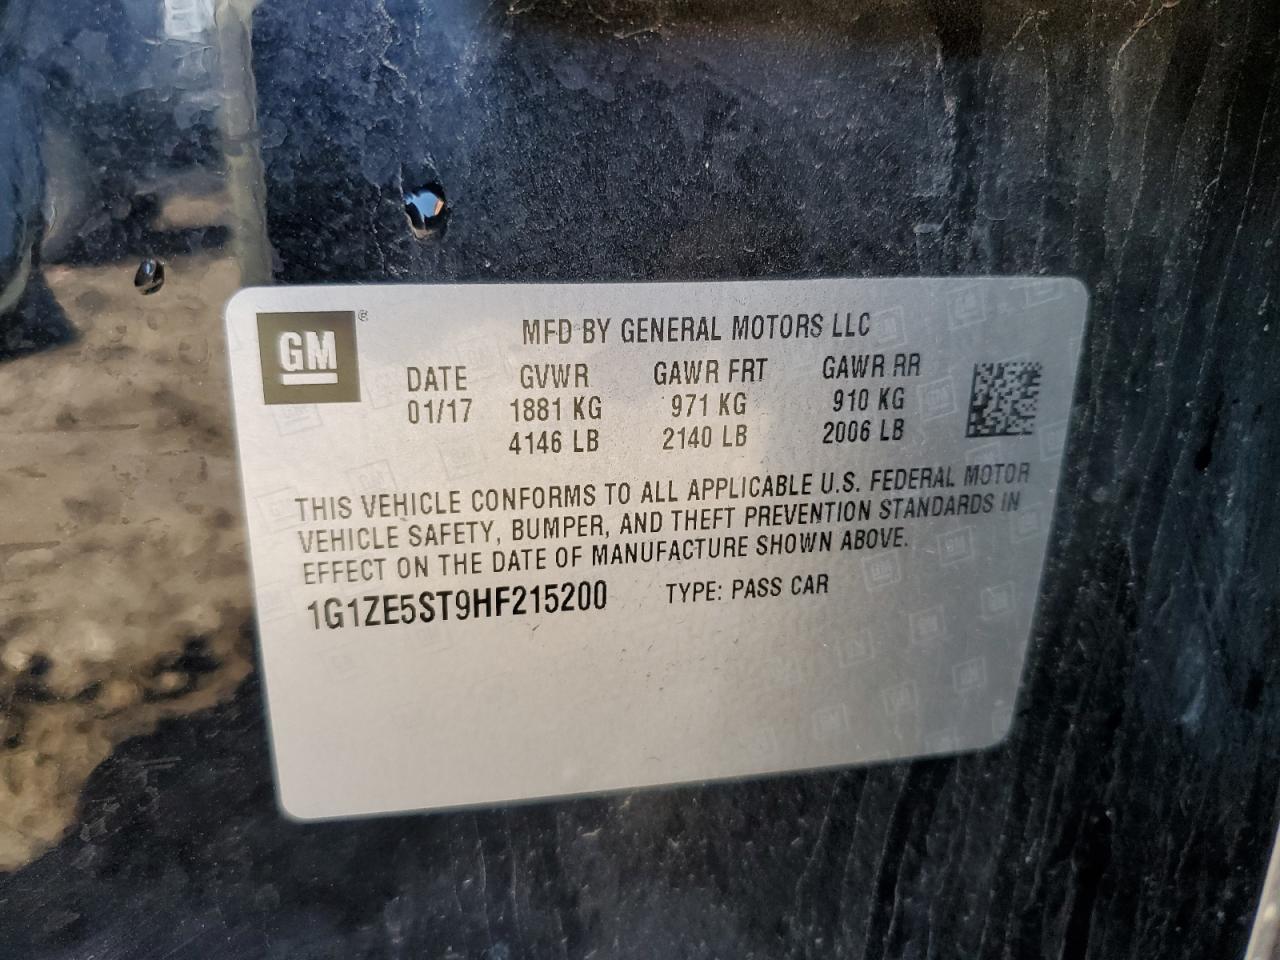 GM ®
MFD BY GENERAL MOTORS LLC
DATE GVWR GAWR FRT GAWR RR
01/17 1881 KG 971 KG 910 KG
4146 LB 2140 LB 2006 LB
THIS VEHICLE CONFORMS TO ALL APPLICABLE U.S. FEDERAL MOTOR
VEHICLE SAFETY, BUMPER, AND THEFT PREVENTION STANDARDS IN
EFFECT ON THE DATE OF MANUFACTURE SHOWN ABOVE.
1G1ZE5ST9HF215200 TYPE: PASS CAR